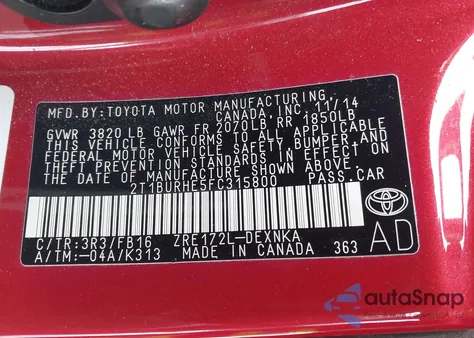 MFD.BY:TOYOTA MOTOR MANUFACTURING,
CANADA, INC. 11/14
GVWR 3820 LB GAWR FR 2070LB,RR 1850LB
THIS VEHICLE CONFORMS TO ALL APPLICABLE
FEDERAL MOTOR VEHICLE SAFETY BUMPER AND
THEFT PREVENTION STANDARDS IN EFFECT ON
THE DATE OF MANUFACTURE SHOWN ABOVE.
2T1BURHE5FC315800 PASS.CAR
C/TR:3R3/FB16 ZRE172L-DEXNKA
A/TM:-04A/K313 MADE IN CANADA 363
AD
autoSnap